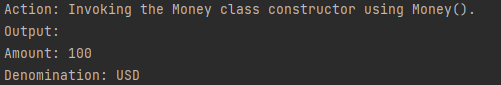 Action: Invoking the Money class constructor using Money().
Output:
Amount: 100
Denomination: USD